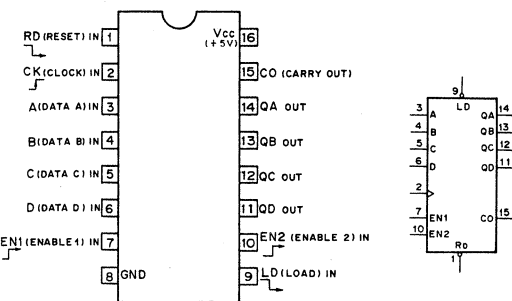 RD (RESET) IN 1
CK (CLOCK) IN 2
A (DATA A) IN 3
B (DATA B) IN 4
C (DATA C) IN 5
D (DATA D) IN 6
EN1 (ENABLE 1) IN 7
8 GND
Vcc 16
(+5V)
15 CO (CARRY OUT)
14 QA OUT
13 QB OUT
12 QC OUT
11 QD OUT
10 EN2 (ENABLE 2) IN
9 LD (LOAD) IN
9
LD
3 A QA 14
4 B QB 13
5 C QC 12
6 D QD 11
2
7 EN1 CO 15
10 EN2
RD
1